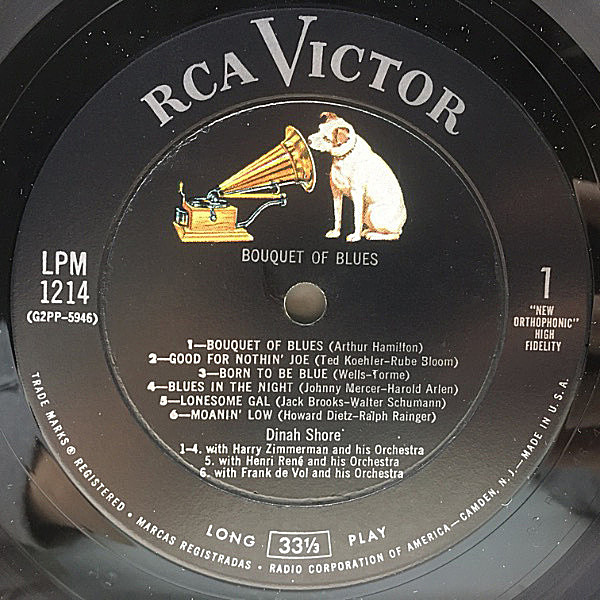 RCA VICTOR
BOUQUET OF BLUES
LPM
1214
(G2PP-5946)
1
"NEW
ORTHOPHONIC"
HIGH
FIDELITY
1—BOUQUET OF BLUES (Arthur Hamilton)
2—GOOD FOR NOTHIN' JOE (Ted Koehler-Rube Bloom)
3—BORN TO BE BLUE (Wells-Torme)
4—BLUES IN THE NIGHT (Johnny Mercer-Harold Arlen)
5—LONESOME GAL (Jack Brooks-Walter Schumann)
6—MOANIN' LOW (Howard Dietz-Ralph Rainger)
Dinah Shore
1-4. with Harry Zimmerman and his Orchestra
5. with Henri René and his Orchestra
6. with Frank de Vol and his Orchestra
LONG 33⅓ PLAY
TRADE MARKS ® REGISTERED • MARCAS REGISTRADAS • RADIO CORPORATION OF AMERICA—CAMDEN, N. J.—MADE IN U.S.A.